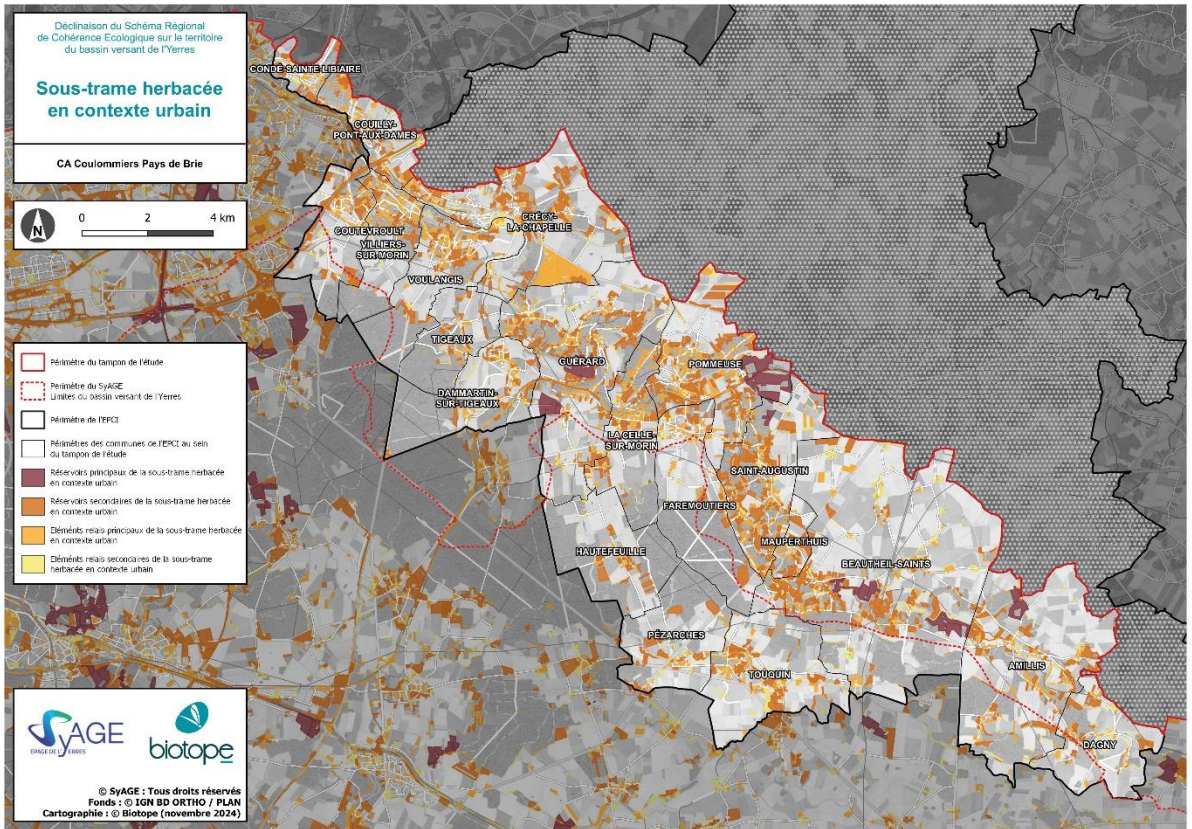 Déclinaison du Schéma Régional
de Cohérence Ecologique sur le territoire
du bassin versant de l'Yerres
Sous-trame herbacée
en contexte urbain
CA Coulommiers Pays de Brie
N
0 2 4 km
Périmètre du tampon de l'étude
Périmètre du SyAGE
Limites du bassin versant de l'Yerres
Périmètre de l'EPCI
Périmètres des communes de l'EPCI au sein
du tampon de l'étude
Réservoirs principaux de la sous-trame herbacée
en contexte urbain
Réservoirs secondaires de la sous-trame herbacée
en contexte urbain
Eléments relais principaux de la sous-trame herbacée
en contexte urbain
Eléments relais secondaires de la sous-trame
herbacée en contexte urbain
CONDÉ-SAINTE-LIBIAIRE
COUILLY-
PONT-AUX-DAMES
CRÉCY-
LA-CHAPELLE
COUTEVROULT
VILLIERS-
SUR-MORIN
VOULANGIS
TIGEAUX
GUÉRARD
POMMEUSE
DAMMARTIN-
SUR-TIGEAUX
LA CELLE-
SUR-MORIN
SAINT-AUGUSTIN
FAREMOUTIERS
MAUPERTHUIS
HAUTEFEUILLE
BEAUTHEIL-SAINTS
PÉZARCHES
TOUQUIN
AMILLIS
DAGNY
SyAGE
EPAGE DE L'YERRES
biotope
© SyAGE : Tous droits réservés
Fonds : © IGN BD ORTHO / PLAN
Cartographie : © Biotope (novembre 2024)